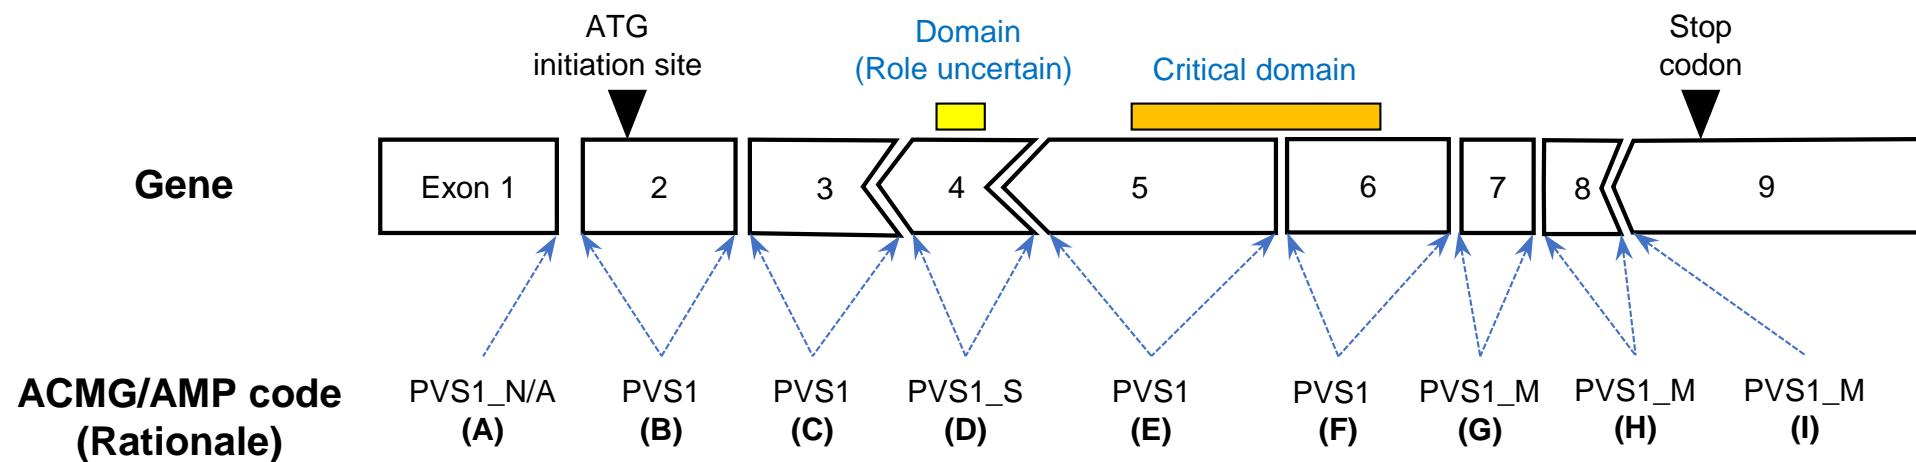 ATG
initiation site
Domain
(Role uncertain)
Critical domain
Stop
codon
Gene
Exon 1
2
3
4
5
6
7
8
9
ACMG/AMP code
(Rationale)
PVS1_N/A
(A)
PVS1
(B)
PVS1
(C)
PVS1_S
(D)
PVS1
(E)
PVS1
(F)
PVS1_M
(G)
PVS1_M
(H)
PVS1_M
(I)